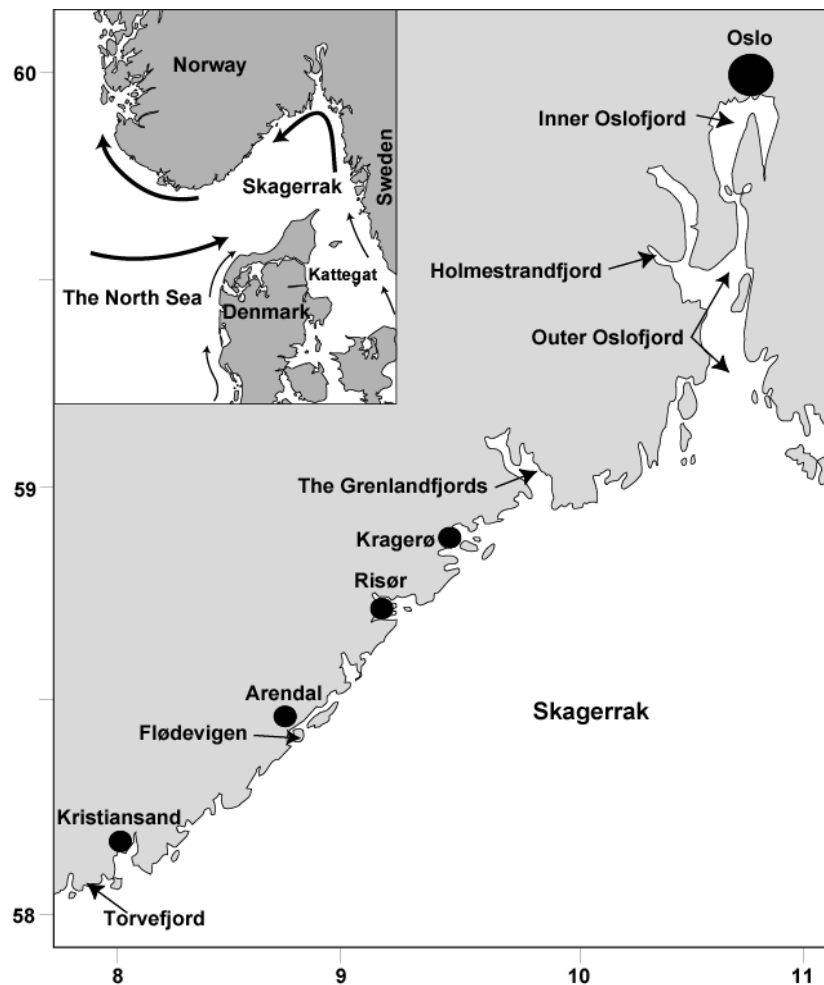 60
Oslo
Norway
Inner Oslofjord
Sweden
Skagerrak
Holmestrandfjord
Kattegat
The North Sea
Denmark
Outer Oslofjord
59
The Grenlandfjords
Kragerø
Risør
Arendal
Skagerrak
Flødevigen
Kristiansand
58
Torvefjord
8
9
10
11